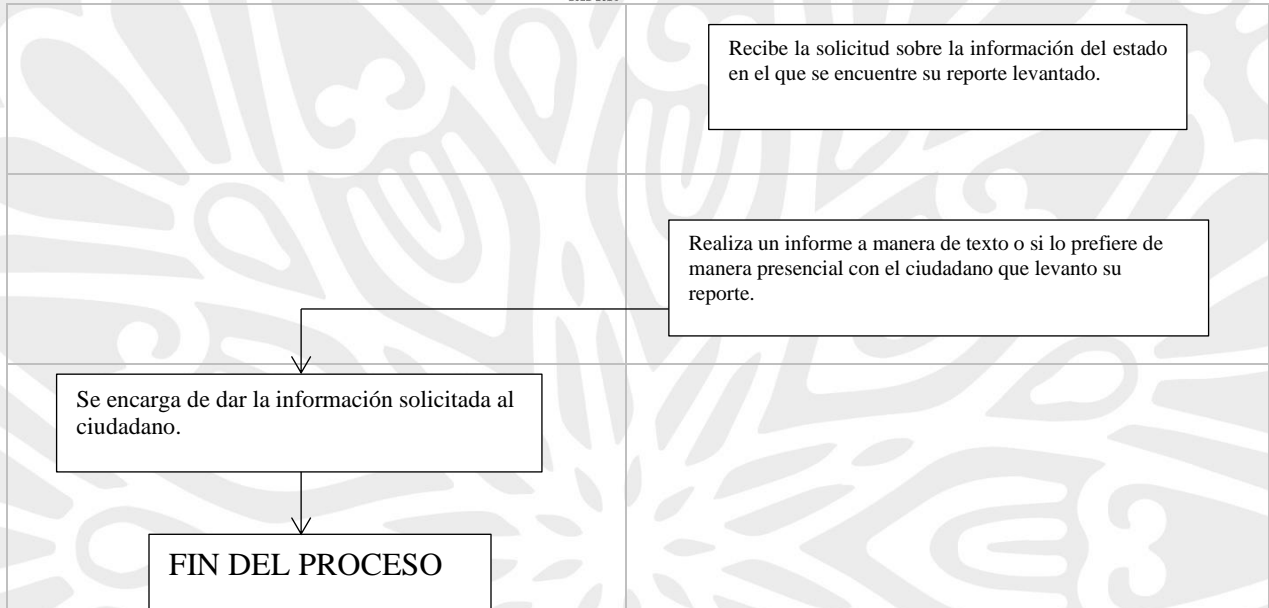 Recibe la solicitud sobre la información del estado
en el que se encuentre su reporte levantado.
Realiza un informe a manera de texto o si lo prefiere de
manera presencial con el ciudadano que levanto su
reporte.
Se encarga de dar la información solicitada al
ciudadano.
FIN DEL PROCESO